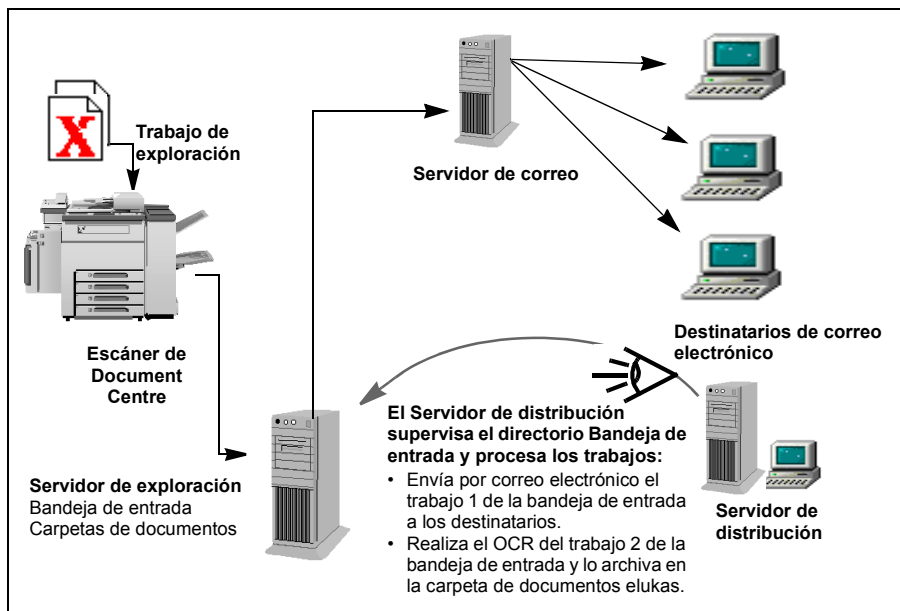 X
Trabajo de
exploración
Servidor de correo
Escáner de
Document
Centre
Destinatarios de correo
electrónico
Servidor de exploración
Bandeja de entrada
Carpetas de documentos
El Servidor de distribución
supervisa el directorio Bandeja de
entrada y procesa los trabajos:
• Envía por correo electrónico el
trabajo 1 de la bandeja de entrada
a los destinatarios.
• Realiza el OCR del trabajo 2 de la
bandeja de entrada y lo archiva en
la carpeta de documentos elukas.
Servidor de
distribución